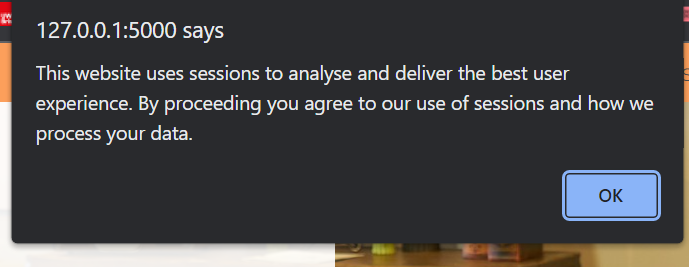 127.0.0.1:5000 says
This website uses sessions to analyse and deliver the best user
experience. By proceeding you agree to our use of sessions and how we
process your data.
OK